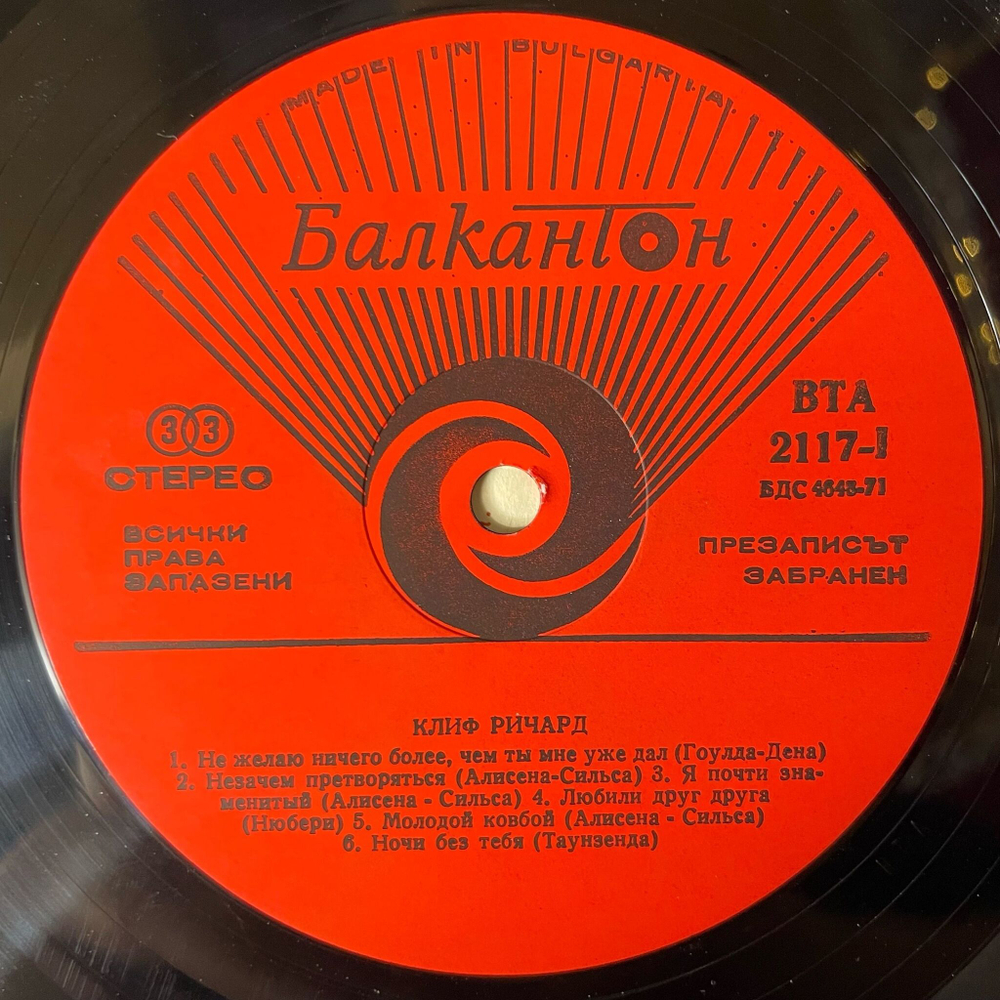 MADE IN BULGARIA
Балкантон
33
СТЕРЕО
ВСИЧКИ
ПРАВА
ЗАПАЗЕНИ
ВТА
2117-I
БДС 4643-71
ПРЕЗАПИСЪТ
ЗАБРАНЕН
КЛИФ РИЧАРД
1. Не желаю ничего более, чем ты мне уже дал (Гоулда-Дена)
2. Незачем претворяться (Алисена-Сильса) 3. Я почти зна-
менитый (Алисена - Сильса) 4. Любили друг друга
(Нюбери) 5. Молодой ковбой (Алисена - Сильса)
6. Ночи без тебя (Таунзенда)